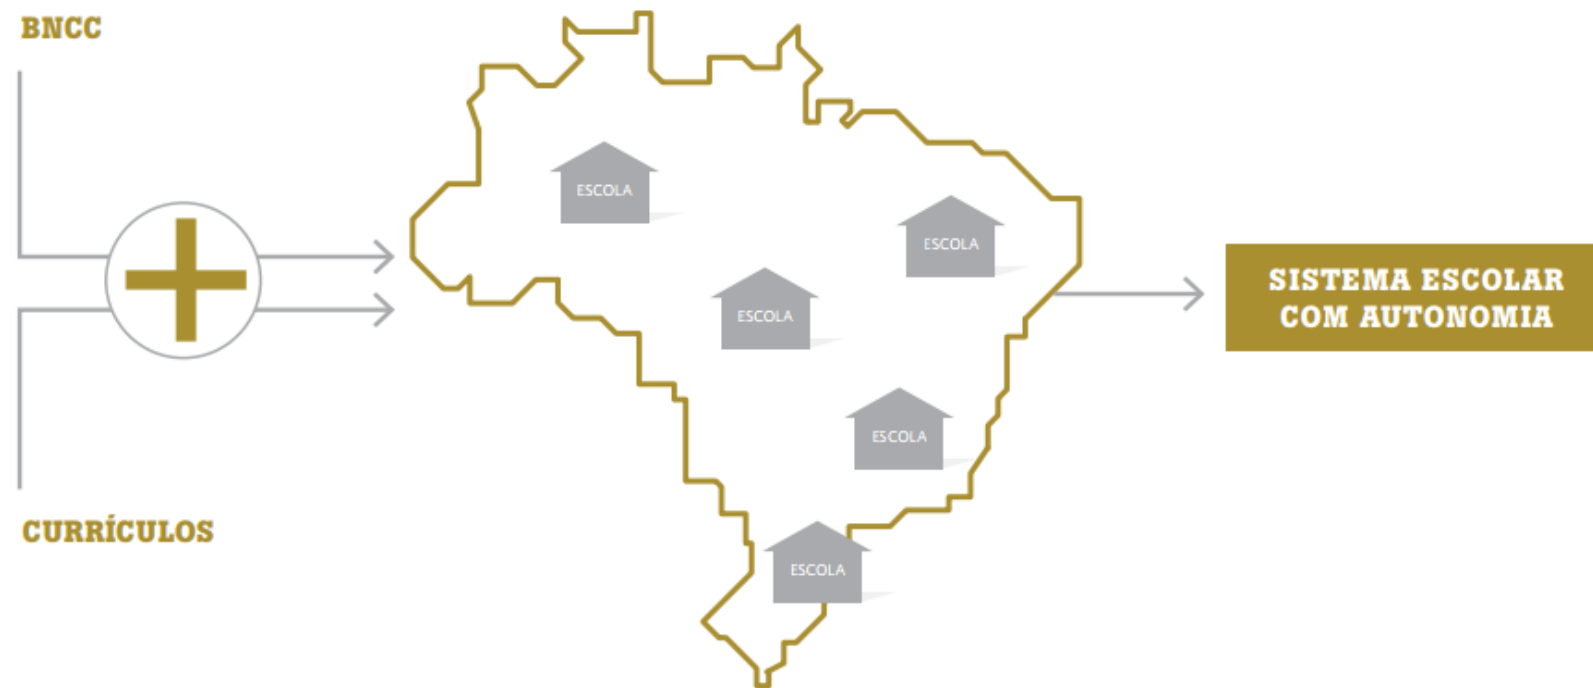 BNCC
ESCOLA
ESCOLA
ESCOLA
SISTEMA ESCOLAR
COM AUTONOMIA
ESCOLA
CURRÍCULOS
ESCOLA